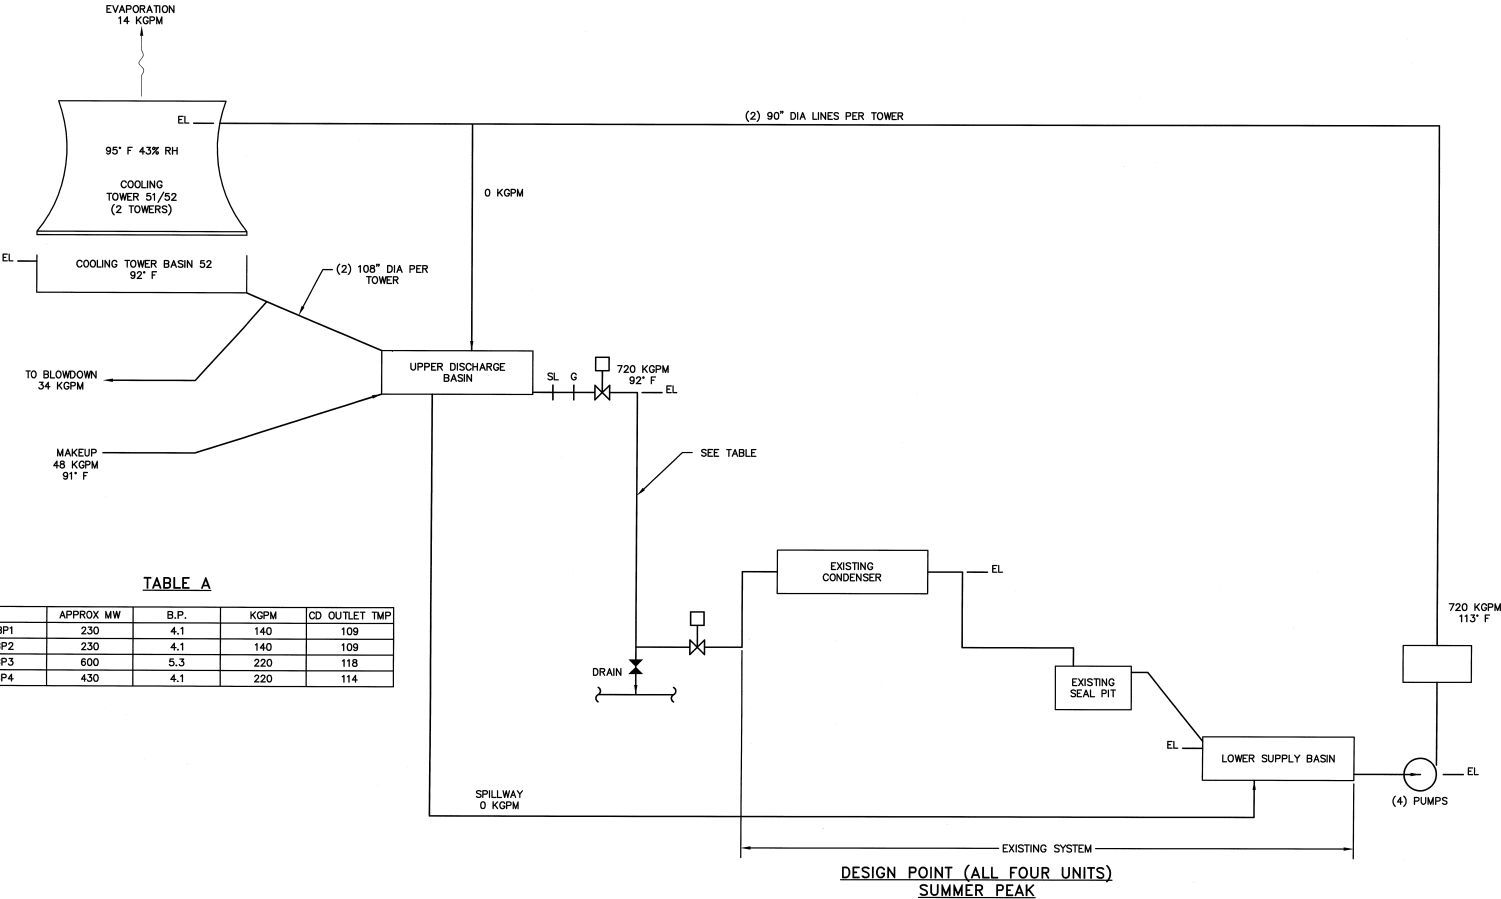 EVAPORATION
14 KGPM
(2) 90" DIA LINES PER TOWER
EL
95° F 43% RH
COOLING
TOWER 51/52
(2 TOWERS)
0 KGPM
EL
COOLING TOWER BASIN 52
92° F
(2) 108" DIA PER
TOWER
TO BLOWDOWN
34 KGPM
UPPER DISCHARGE
BASIN
SL G
720 KGPM
92° F
EL
MAKEUP
48 KGPM
91° F
SEE TABLE
EXISTING
CONDENSER
EL
TABLE A
APPROX MW B.P. KGPM CD OUTLET TMP
BP1 230 4.1 140 109
P2 230 4.1 140 109
P3 600 5.3 220 118
P4 430 4.1 220 114
720 KGPM
113° F
DRAIN
EXISTING
SEAL PIT
EL
LOWER SUPPLY BASIN
EL
(4) PUMPS
SPILLWAY
0 KGPM
EXISTING SYSTEM
DESIGN POINT (ALL FOUR UNITS)
SUMMER PEAK